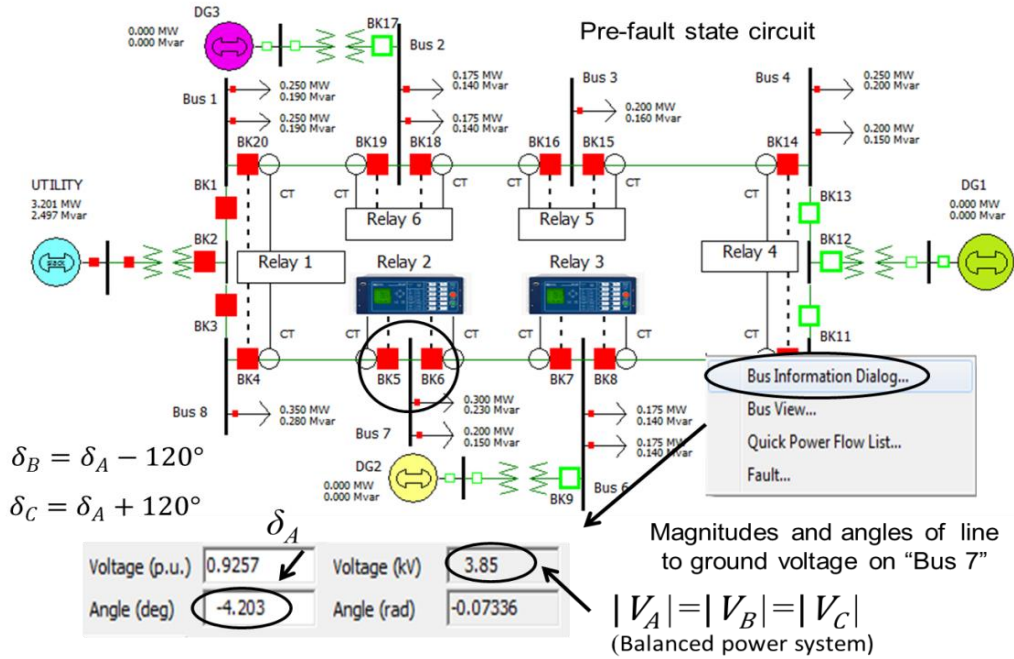 DG3
0.000 MW
0.000 Mvar
BK17
Bus 2
Pre-fault state circuit
Bus 1
0.250 MW
0.190 Mvar
0.250 MW
0.190 Mvar
0.175 MW
0.140 Mvar
0.175 MW
0.140 Mvar
Bus 3
0.200 MW
0.160 Mvar
Bus 4
0.250 MW
0.200 Mvar
0.200 MW
0.150 Mvar
BK20
BK19
BK18
BK16
BK15
BK14
CT
CT
CT
CT
CT
CT
UTILITY
3.201 MW
2.497 Mvar
BK1
BK2
BK3
Relay 1
Relay 6
Relay 5
Relay 4
BK13
BK12
BK11
DG1
0.000 MW
0.000 Mvar
Relay 2
Relay 3
CT
CT
CT
CT
CT
CT
BK4
BK5
BK6
BK7
BK8
Bus 8
0.350 MW
0.280 Mvar
Bus 7
0.300 MW
0.230 Mvar
0.200 MW
0.150 Mvar
0.175 MW
0.140 Mvar
0.175 MW
0.140 Mvar
DG2
0.000 MW
0.000 Mvar
BK9
Bus 6
Bus Information Dialog...
Bus View...
Quick Power Flow List...
Fault...
δB = δA − 120°
δC = δA + 120°
δA
Voltage (p.u.) 0.9257 Voltage (kV) 3.85
Angle (deg) -4.203 Angle (rad) -0.07336
Magnitudes and angles of line
to ground voltage on “Bus 7”
|VA|=|VB|=|VC|
(Balanced power system)